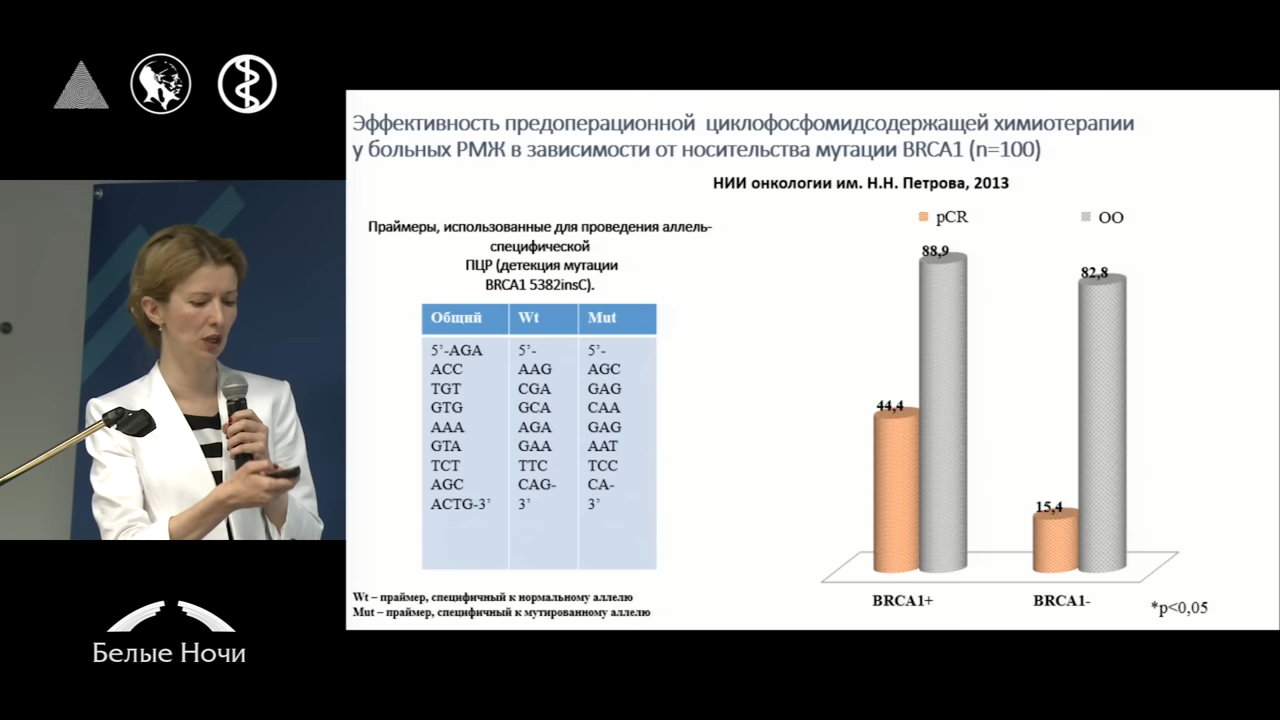 Эффективность предоперационной циклофосфомидсодержащей химиотерапии
у больных РМЖ в зависимости от носительства мутации BRCA1 (n=100)
НИИ онкологии им. Н.Н. Петрова, 2013
Праймеры, использованные для проведения аллель-
специфической
ПЦР (детекция мутации
BRCA1 5382insC).
Общий Wt Mut
5’-AGA 5’- 5’-
ACC AAG AGC
TGT CGA GAG
GTG GCA CAA
AAA AGA GAG
GTA GAA AAT
TCT TTC TCC
AGC CAG- CA-
ACTG-3’ 3’ 3’
Wt – праймер, специфичный к нормальному аллелю
Mut – праймер, специфичный к мутированному аллелю
pCR ОО
88,9
82,8
44,4
15,4
BRCA1+ BRCA1-
*p<0,05
Белые Ночи